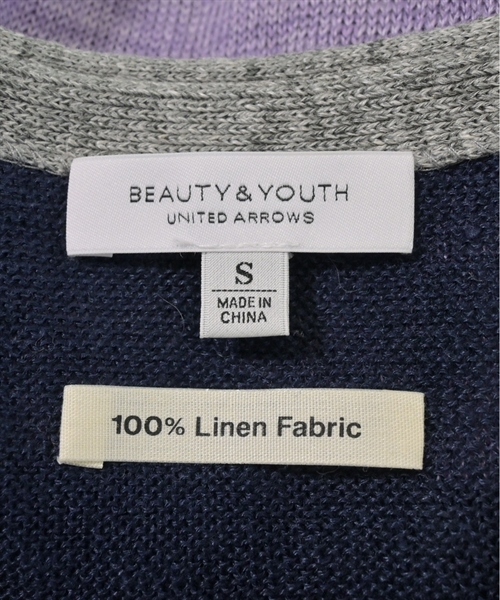 BEAUTY&YOUTH
UNITED ARROWS
S
MADE IN
CHINA
100% Linen Fabric